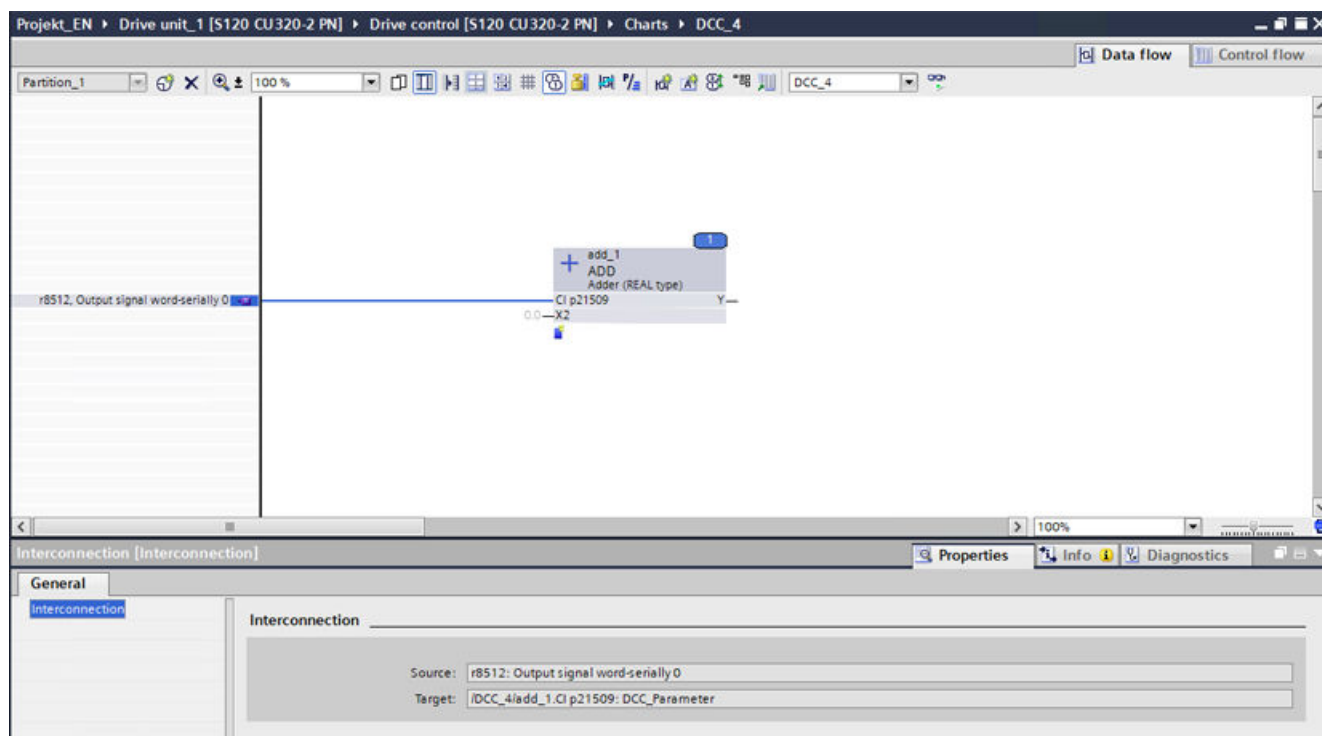 Projekt_EN ▸ Drive unit_1 [S120 CU320-2 PN] ▸ Drive control [S120 CU320-2 PN] ▸ Charts ▸ DCC_4
Data flow Control flow
Partition_1 100 % DCC_4
1
add_1
ADD
Adder (REAL type)
r8512, Output signal word-serially 0 CI p21509 Y
0.0 X2
100%
Interconnection [Interconnection] Properties Info Diagnostics
General
Interconnection
Interconnection
Source: r8512: Output signal word-serially 0
Target: /DCC_4/add_1.CI p21509: DCC_Parameter